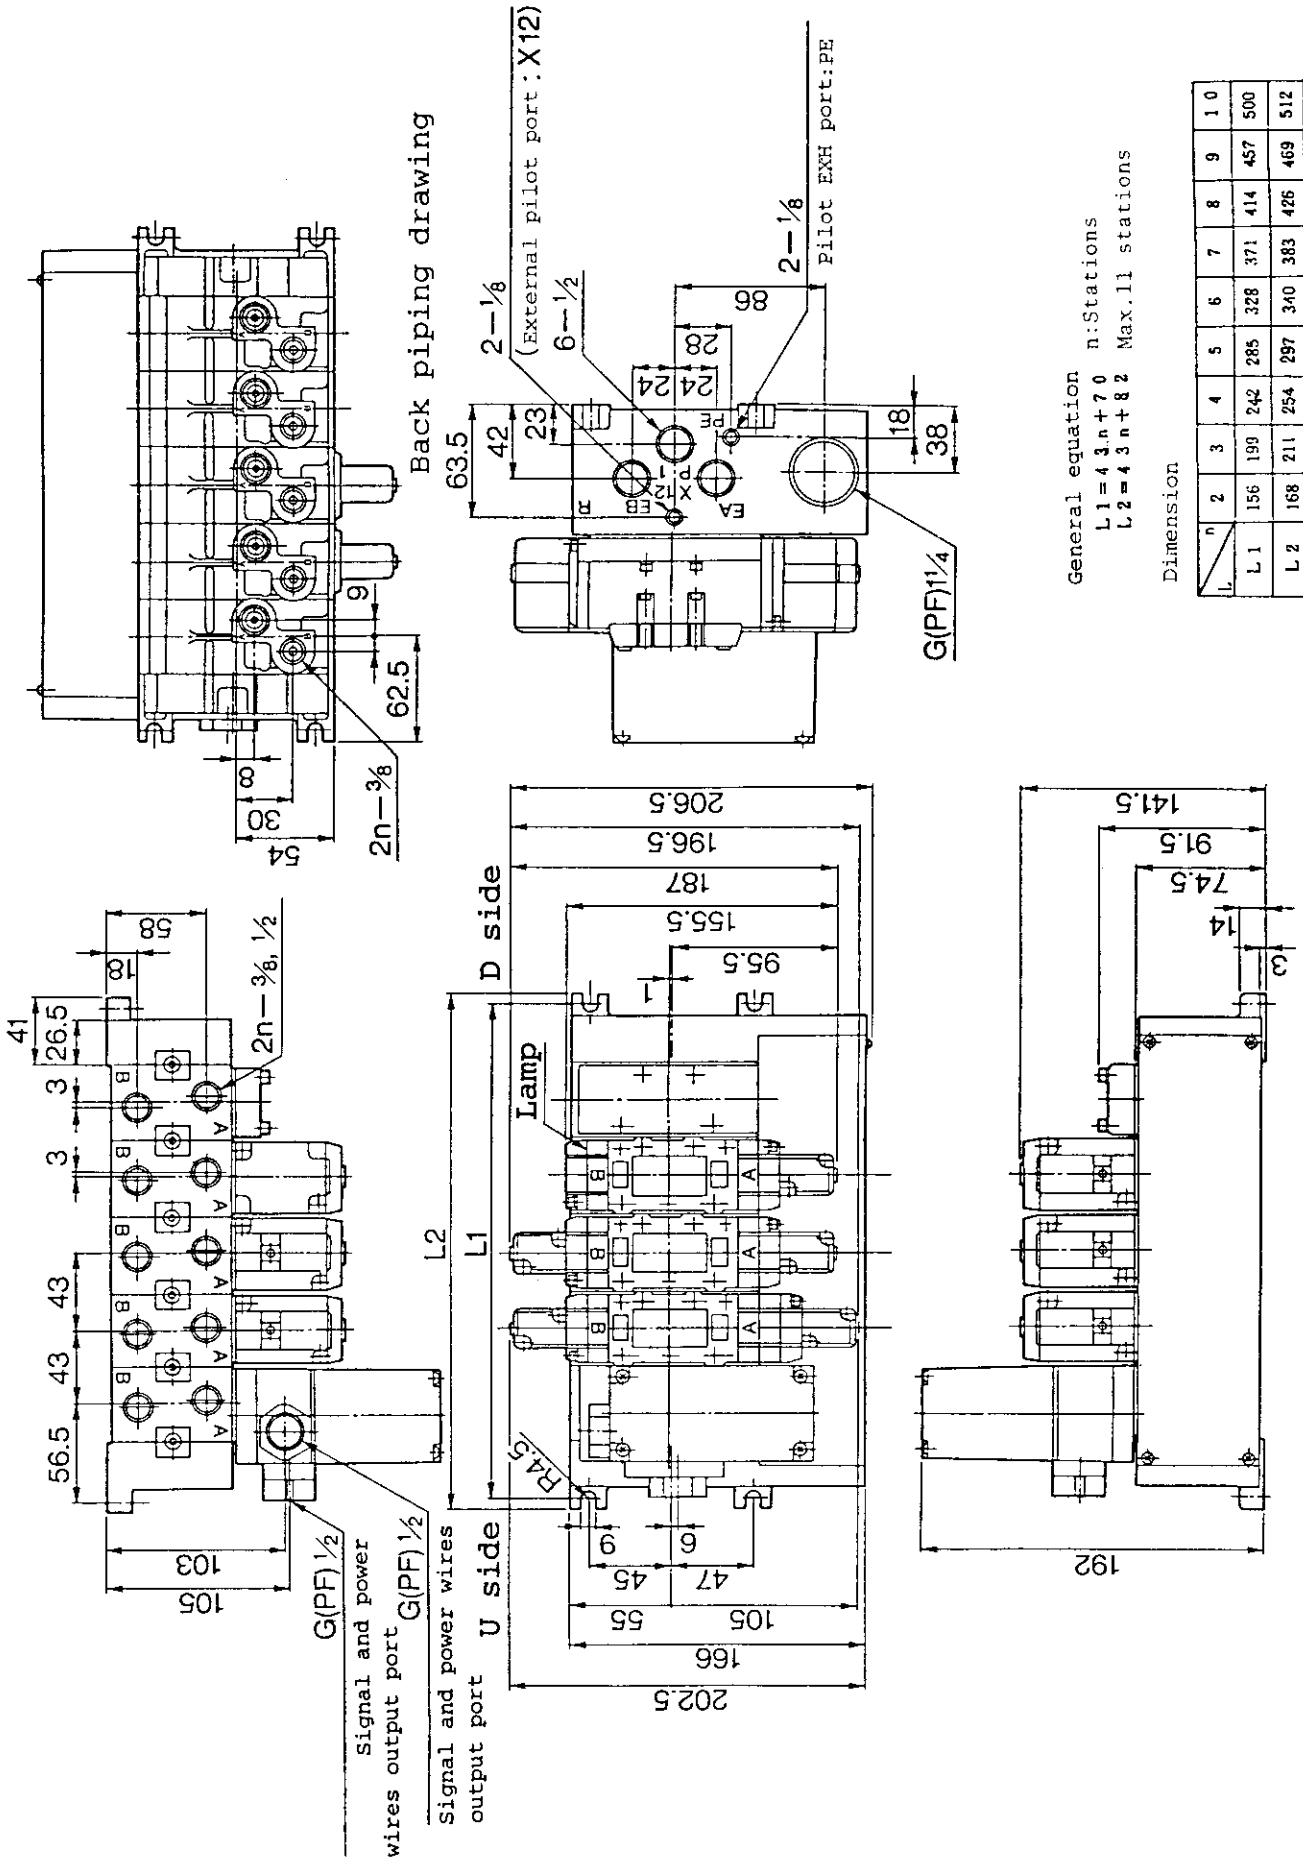 41
26.5
3
3
43
43
56.5
18
58
2n—3/8, 1/2
B
B
B
B
B
A
A
A
A
A
103
105
G(PF) 1/2
Signal and power
wires output port
G(PF) 1/2
Signal and power wires
output port
8
30
54
2n—3/8
62.5
9
Back piping drawing
U side
D side
L2
L1
Lamp
R4.5
9
6
45
47
55
105
166
202.5
1
95.5
155.5
187
196.5
206.5
B
B
B
A
A
A
63.5
42
23
2—1/8
(External pilot port : X12)
6—1/2
24
24
28
86
2—1/8
Pilot EXH port:PE
18
38
G(PF)1 1/4
R
EB
X
12
P
1
EA
PE
192
3
14
74.5
91.5
141.5
General equation n:Stations
L1=43n+70
L2=43n+82 Max.11 stations
Dimension
L n 2 3 4 5 6 7 8 9 10
L1 156 199 242 285 328 371 414 457 500
L2 168 211 254 297 340 383 426 469 512